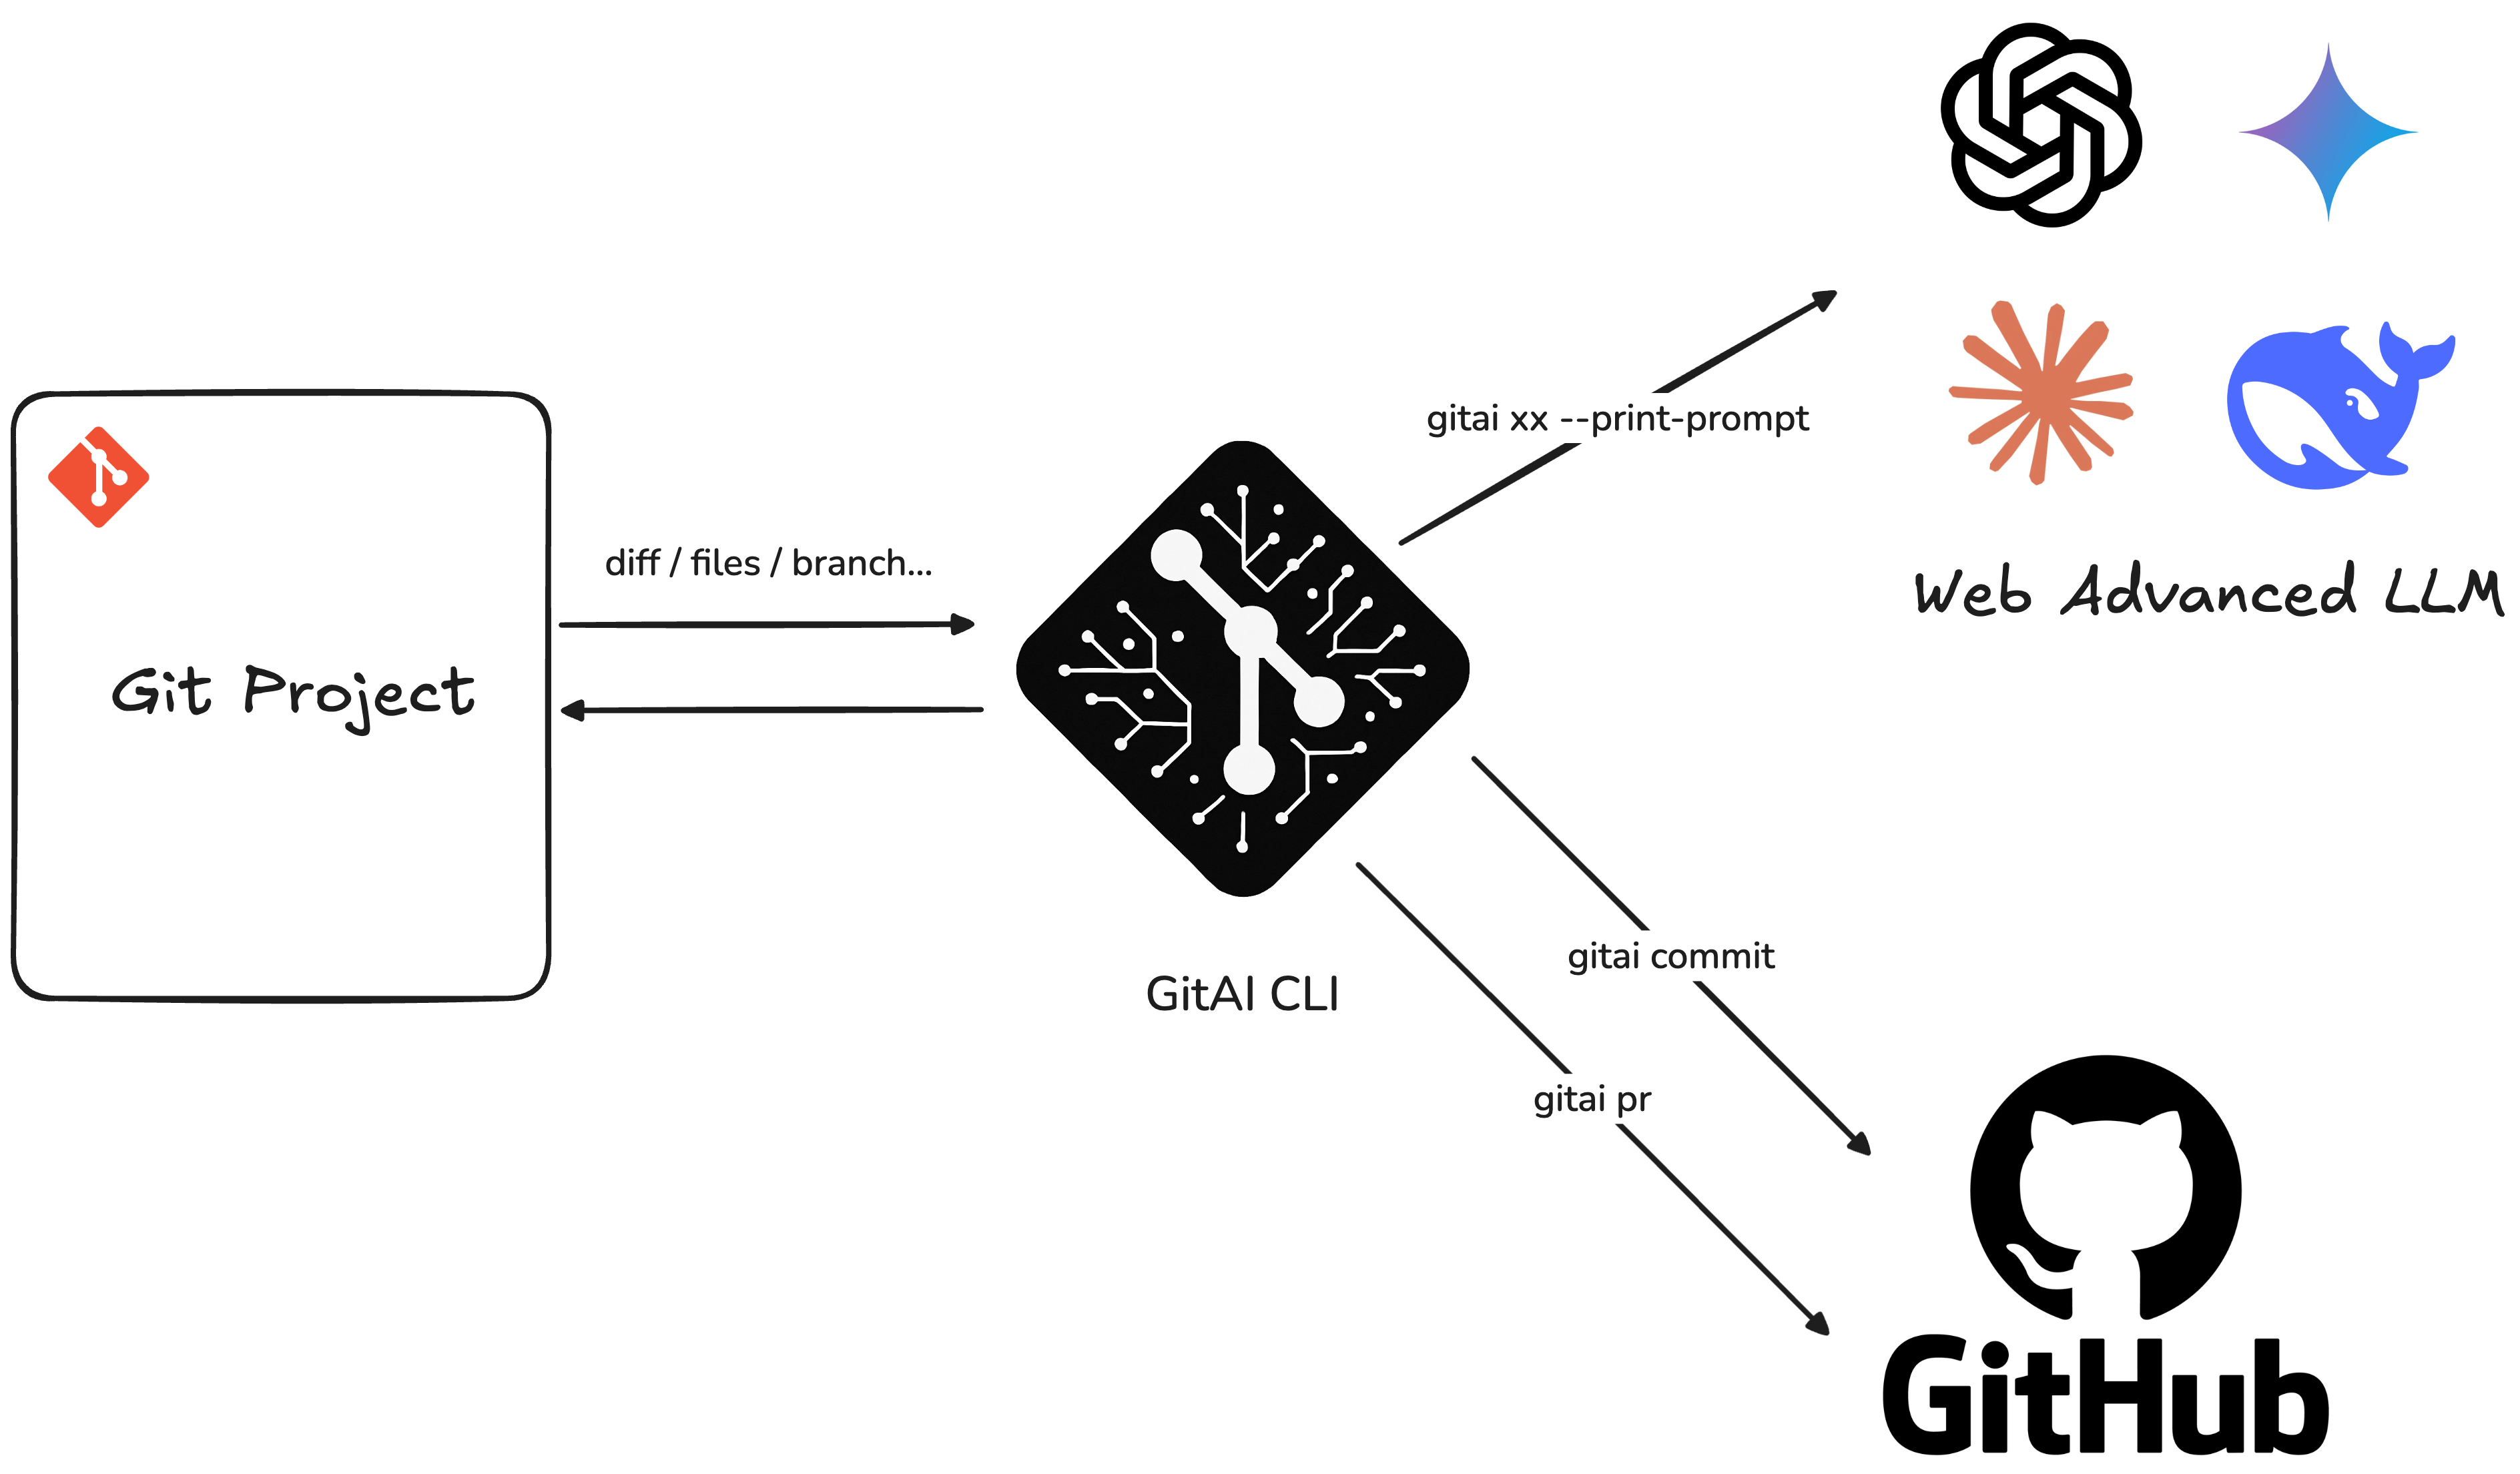 gitai xx --print-prompt
diff / files / branch...
Web Advanced LLM
Git Project
gitai commit
GitAI CLI
gitai pr
GitHub